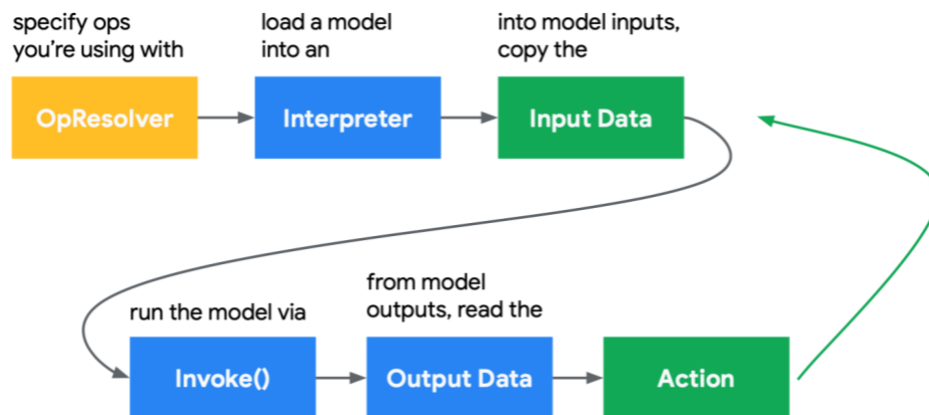 specify ops
you're using with
load a model
into an
into model inputs,
copy the
OpResolver
Interpreter
Input Data
run the model via
from model
outputs, read the
Invoke()
Output Data
Action